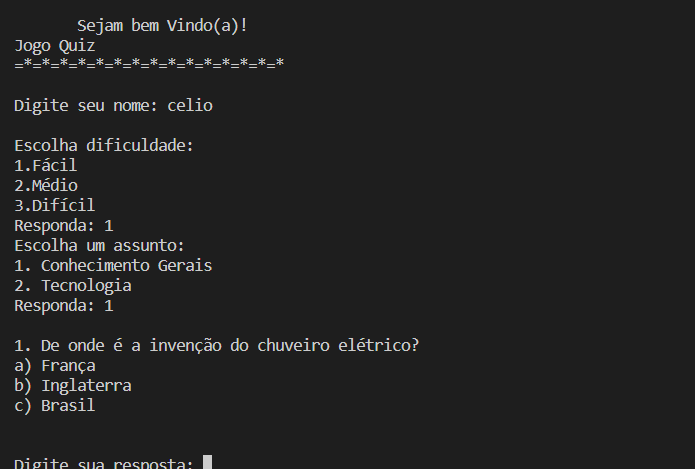 Sejam bem Vindo(a)!
Jogo Quiz
=*=*=*=*=*=*=*=*=*=*=*=*=*=*=*
Digite seu nome: celio
Escolha dificuldade:
1.Fácil
2.Médio
3.Difícil
Responda: 1
Escolha um assunto:
1. Conhecimento Gerais
2. Tecnologia
Responda: 1
1. De onde é a invenção do chuveiro elétrico?
a) França
b) Inglaterra
c) Brasil
Digite sua resposta: